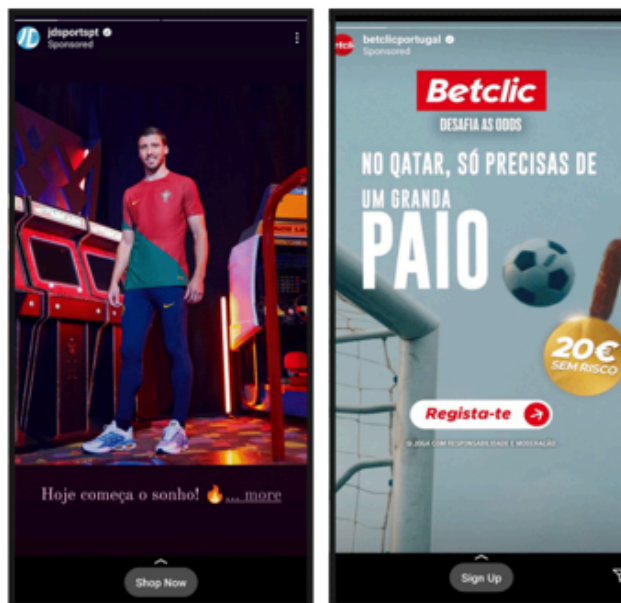 jdsportspt
Sponsored
Hoje começa o sonho! 🔥... more
Shop Now
betclicportugal
Sponsored
Betclic
DESAFIA AS ODDS
NO QATAR, SÓ PRECISAS DE
UM GRANDA
PAIO
20€
SEM RISCO
Regista-te
JOGA COM RESPONSABILIDADE E MODERAÇÃO
Sign Up